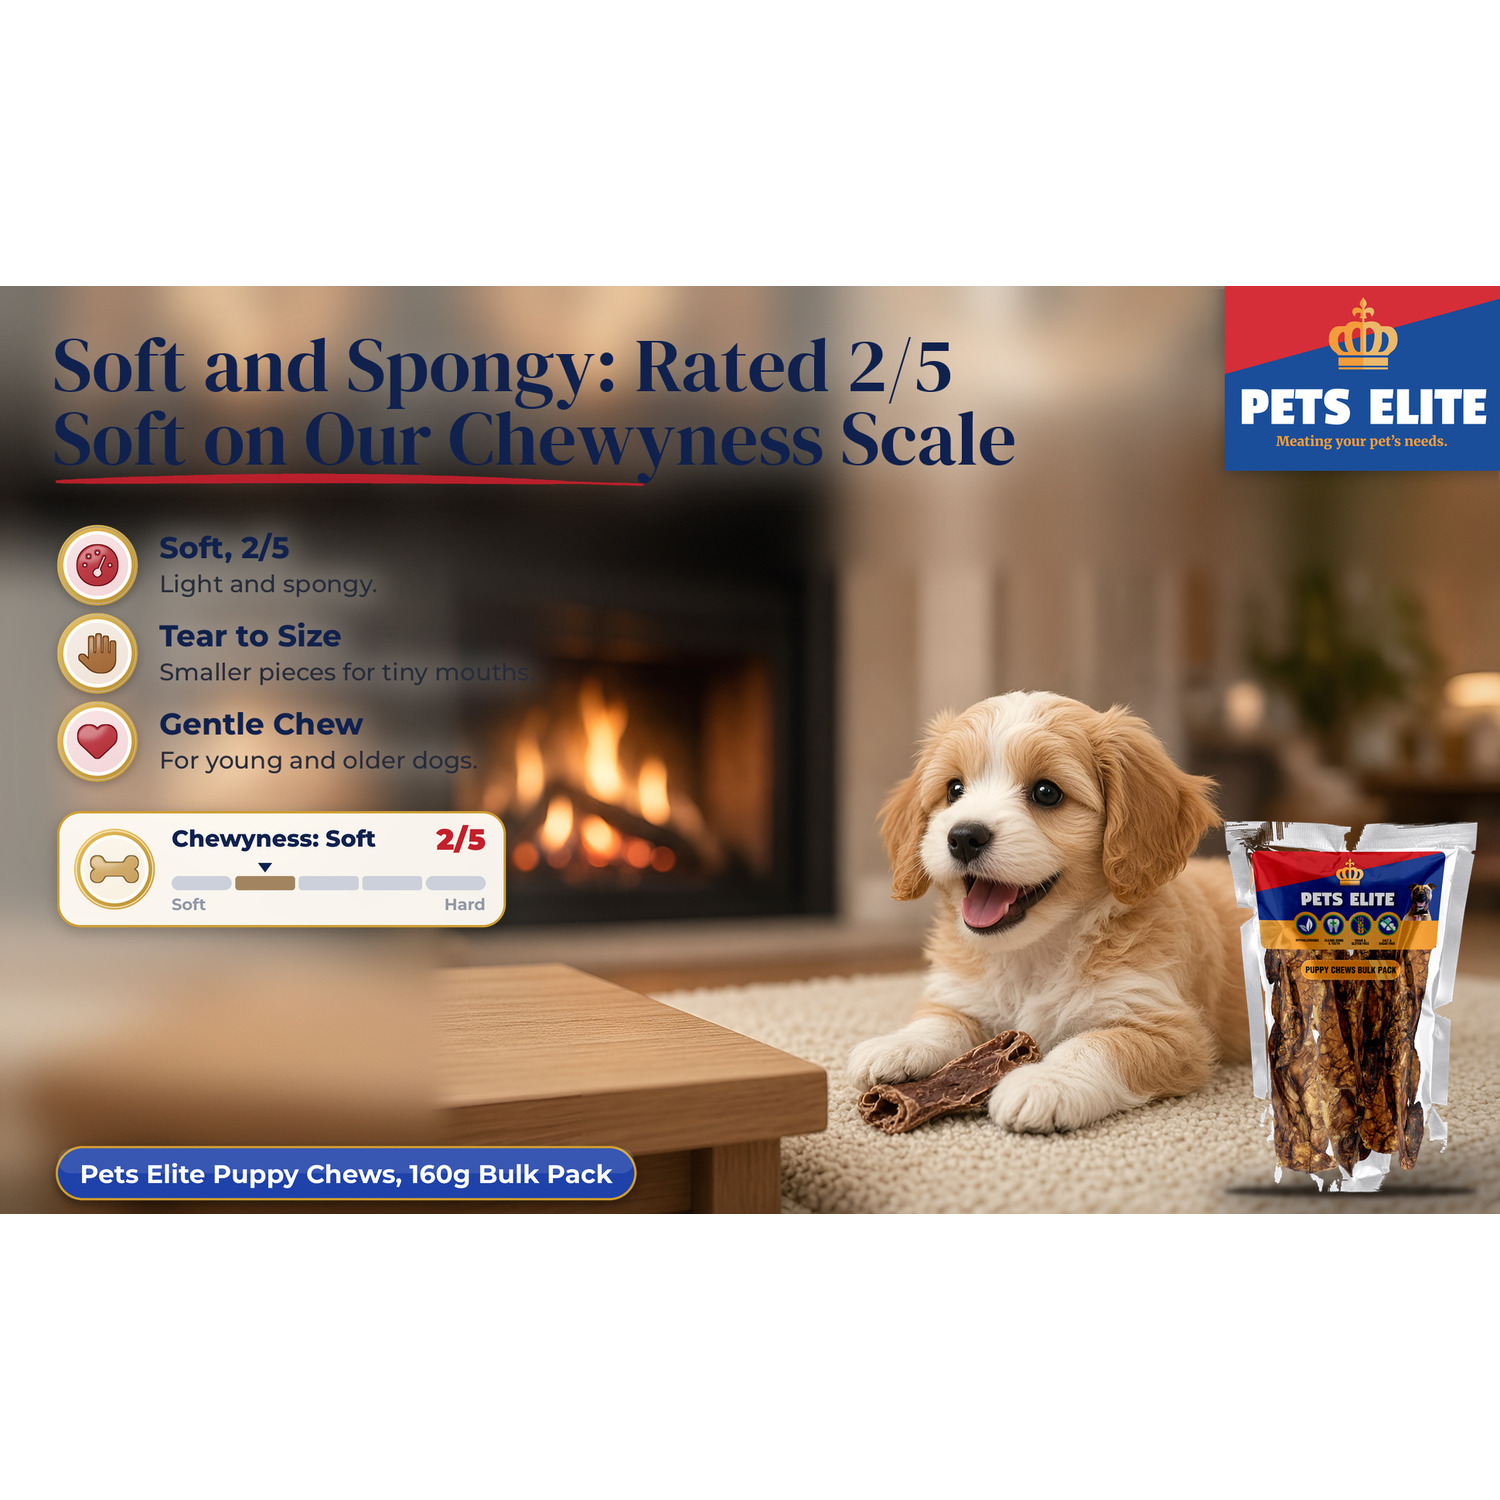 Soft and Spongy: Rated 2/5
Soft on Our Chewyness Scale
PETS ELITE
Meating your pet's needs.
Soft, 2/5
Light and spongy.
Tear to Size
Smaller pieces for tiny mouths.
Gentle Chew
For young and older dogs.
Chewyness: Soft 2/5
Soft Hard
PETS ELITE
PUPPY CHEWS BULK PACK
Pets Elite Puppy Chews, 160g Bulk Pack